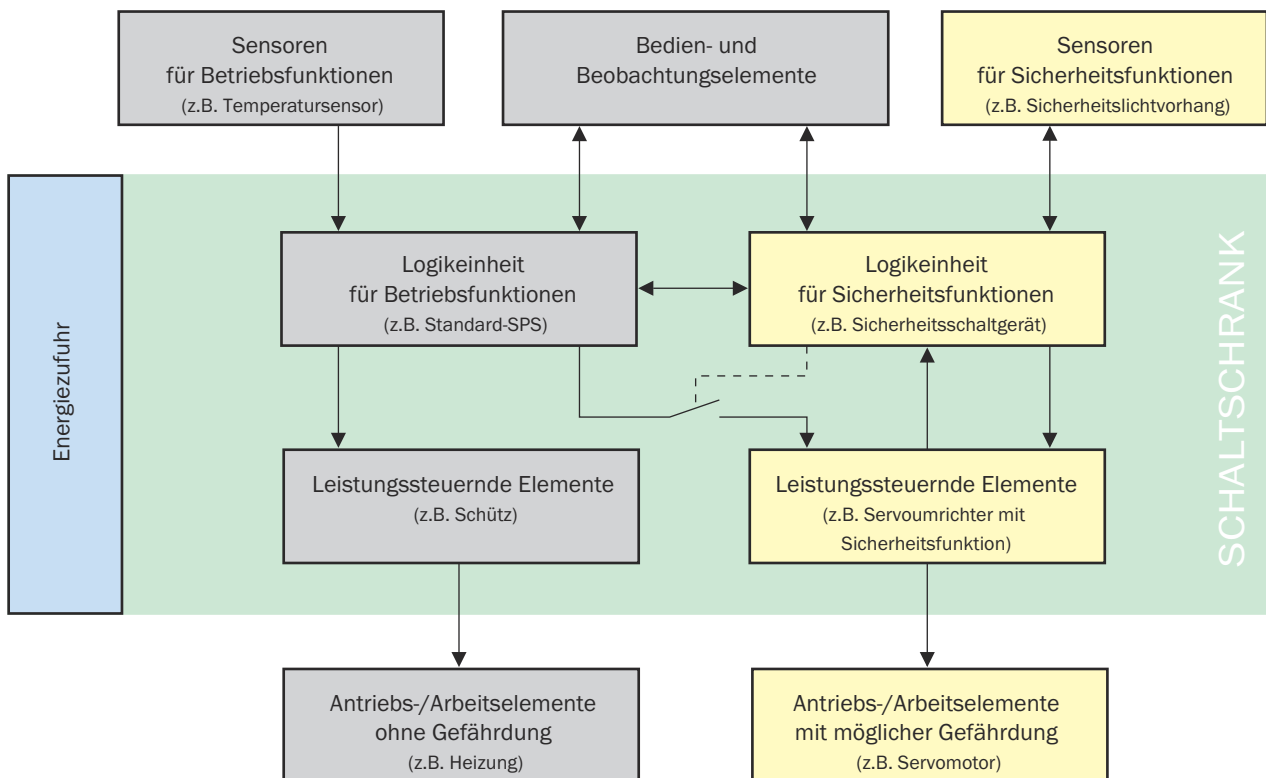 Sensoren
für Betriebsfunktionen
(z.B. Temperatursensor)
Bedien- und
Beobachtungselemente
Sensoren
für Sicherheitsfunktionen
(z.B. Sicherheitslichtvorhang)
Energiezufuhr
Logikeinheit
für Betriebsfunktionen
(z.B. Standard-SPS)
Logikeinheit
für Sicherheitsfunktionen
(z.B. Sicherheitsschaltgerät)
SCHALTSCHRANK
Leistungssteuernde Elemente
(z.B. Schütz)
Leistungssteuernde Elemente
(z.B. Servoumrichter mit
Sicherheitsfunktion)
Antriebs-/Arbeitselemente
ohne Gefährdung
(z.B. Heizung)
Antriebs-/Arbeitselemente
mit möglicher Gefährdung
(z.B. Servomotor)